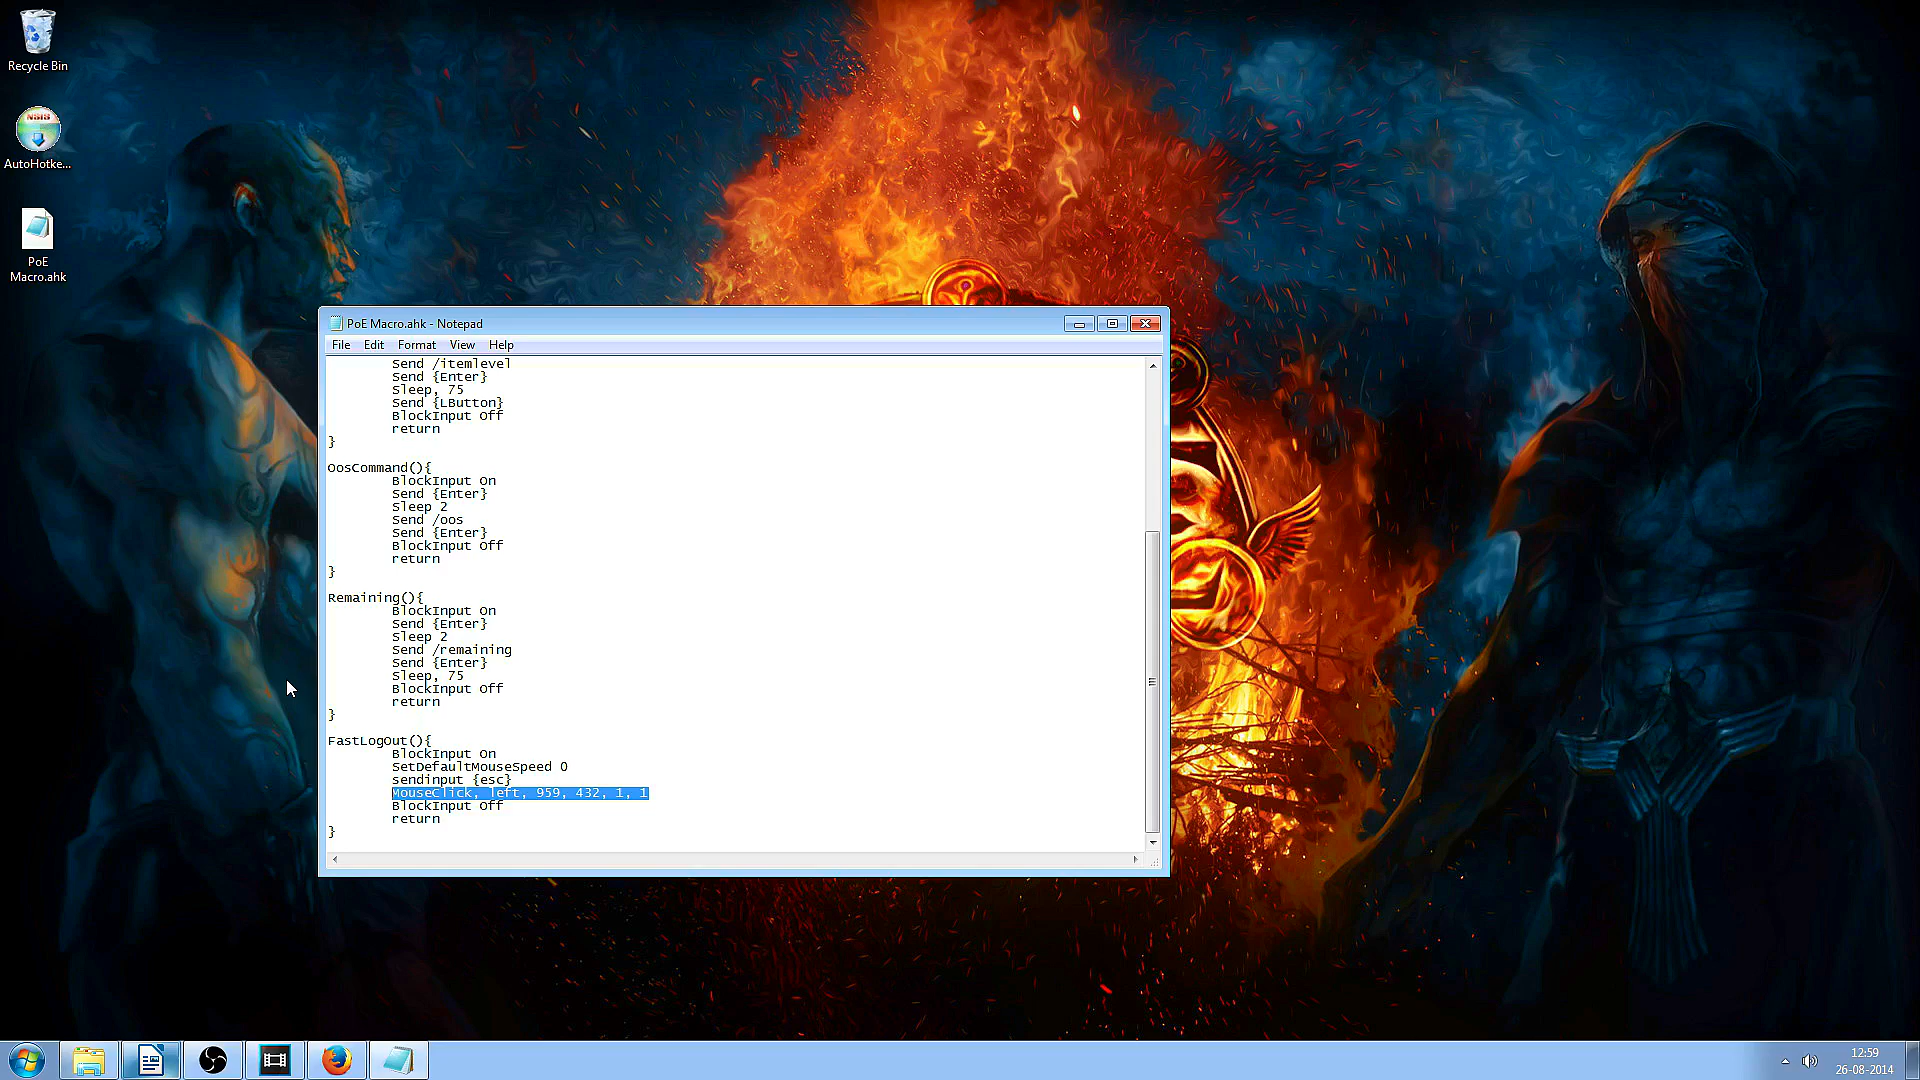 Recycle Bin
NSIS
AutoHotke...
PoE
Macro.ahk
PoE Macro.ahk - Notepad
File Edit Format View Help
Send /itemlevel
Send {Enter}
Sleep, 75
Send {LButton}
BlockInput Off
return
}
OosCommand(){
BlockInput On
Send {Enter}
Sleep 2
Send /oos
Send {Enter}
BlockInput Off
return
}
Remaining(){
BlockInput On
Send {Enter}
Sleep 2
Send /remaining
Send {Enter}
Sleep, 75
BlockInput Off
return
}
FastLogOut(){
BlockInput On
SetDefaultMouseSpeed 0
sendinput {esc}
MouseClick, left, 959, 432, 1, 1
BlockInput Off
return
}
12:59
26-08-2014